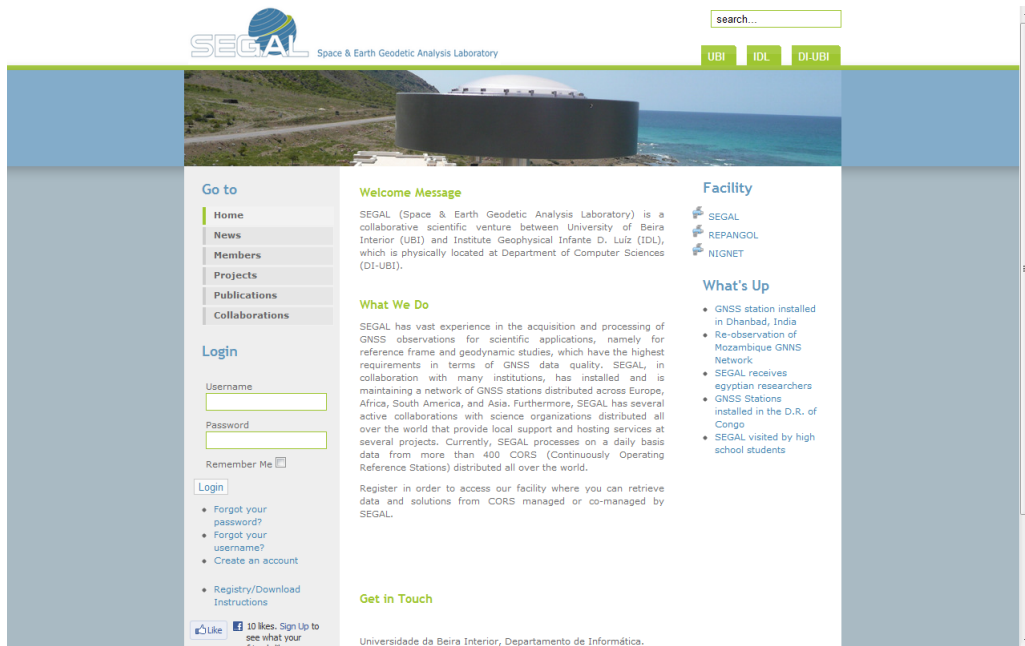 search...
SEGAL Space & Earth Geodetic Analysis Laboratory
UBI IDL DI-UBI
Go to
Home
News
Members
Projects
Publications
Collaborations
Login
Username
Password
Remember Me
Login
Forgot your
password?
Forgot your
username?
Create an account
Registry/Download
Instructions
Like
10 likes. Sign Up to
see what your
Welcome Message
SEGAL (Space & Earth Geodetic Analysis Laboratory) is a
collaborative scientific venture between University of Beira
Interior (UBI) and Institute Geophysical Infante D. Luíz (IDL),
which is physically located at Department of Computer Sciences
(DI-UBI).
What We Do
SEGAL has vast experience in the acquisition and processing of
GNSS observations for scientific applications, namely for
reference frame and geodynamic studies, which have the highest
requirements in terms of GNSS data quality. SEGAL, in
collaboration with many institutions, has installed and is
maintaining a network of GNSS stations distributed across Europe,
Africa, South America, and Asia. Furthermore, SEGAL has several
active collaborations with science organizations distributed all
over the world that provide local support and hosting services at
several projects. Currently, SEGAL processes on a daily basis
data from more than 400 CORS (Continuously Operating
Reference Stations) distributed all over the world.
Register in order to access our facility where you can retrieve
data and solutions from CORS managed or co-managed by
SEGAL.
Get in Touch
Universidade da Beira Interior, Departamento de Informática.
Facility
SEGAL
REPANGOL
NIGNET
What's Up
GNSS station installed
in Dhanbad, India
Re-observation of
Mozambique GNNS
Network
SEGAL receives
egyptian researchers
GNSS Stations
installed in the D.R. of
Congo
SEGAL visited by high
school students